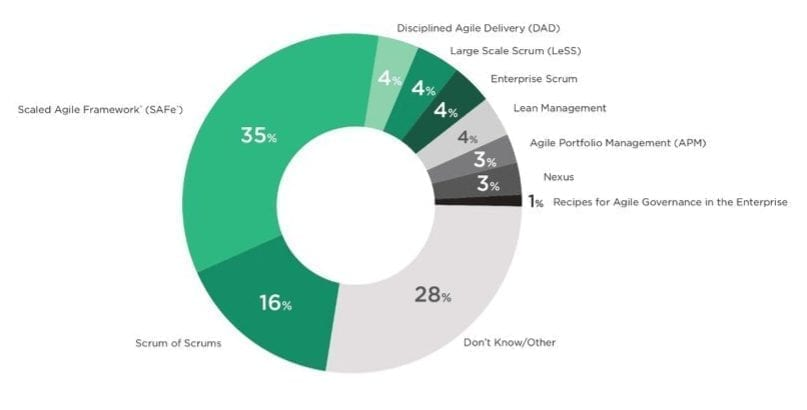 Disciplined Agile Delivery (DAD)
Large Scale Scrum (LeSS)
Enterprise Scrum
Lean Management
Agile Portfolio Management (APM)
Nexus
Recipes for Agile Governance in the Enterprise
Don't Know/Other
Scrum of Scrums
Scaled Agile Framework® (SAFe®)
4%
4%
4%
4%
3%
3%
1%
28%
16%
35%